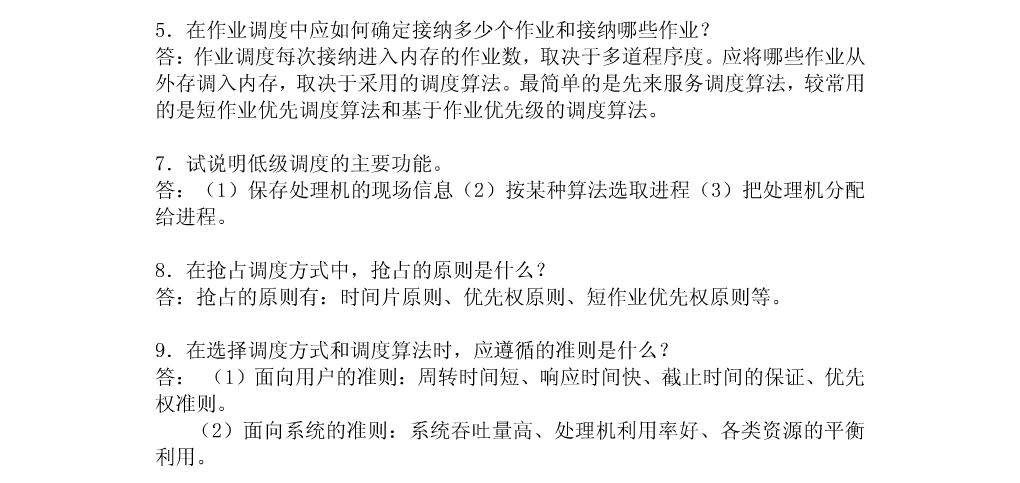 5．在作业调度中应如何确定接纳多少个作业和接纳哪些作业？
答：作业调度每次接纳进入内存的作业数，取决于多道程序度。应将哪些作业从
外存调入内存，取决于采用的调度算法。最简单的是先来服务调度算法，较常用
的是短作业优先调度算法和基于作业优先级的调度算法。
7．试说明低级调度的主要功能。
答：（1）保存处理机的现场信息（2）按某种算法选取进程（3）把处理机分配
给进程。
8．在抢占调度方式中，抢占的原则是什么？
答：抢占的原则有：时间片原则、优先权原则、短作业优先权原则等。
9．在选择调度方式和调度算法时，应遵循的准则是什么？
答： （1）面向用户的准则：周转时间短、响应时间快、截止时间的保证、优先
权准则。
（2）面向系统的准则：系统吞吐量高、处理机利用率好、各类资源的平衡
利用。